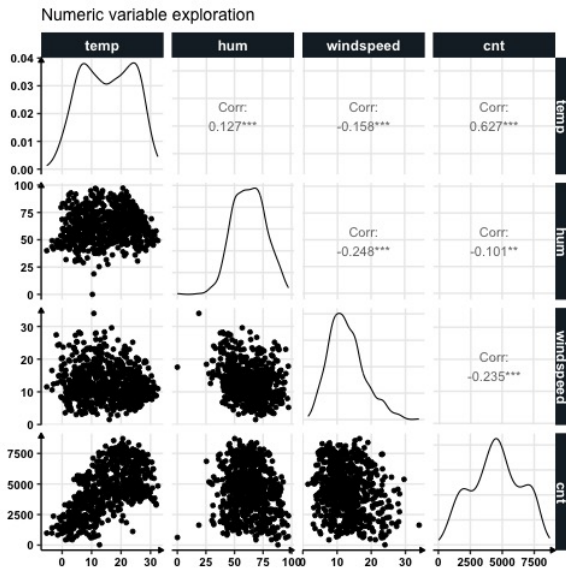 Numeric variable exploration
temp hum windspeed cnt
0.04
0.03
0.02
0.01
0.00
Corr:
0.127***
Corr:
-0.158***
Corr:
0.627***
temp
100
75
50
25
0
Corr:
-0.248***
Corr:
-0.101**
hum
30
20
10
0
Corr:
-0.235***
windspeed
7500
5000
2500
0
cnt
0 10 20 30 0 25 50 75 100 0 10 20 30 0 2500 5000 7500